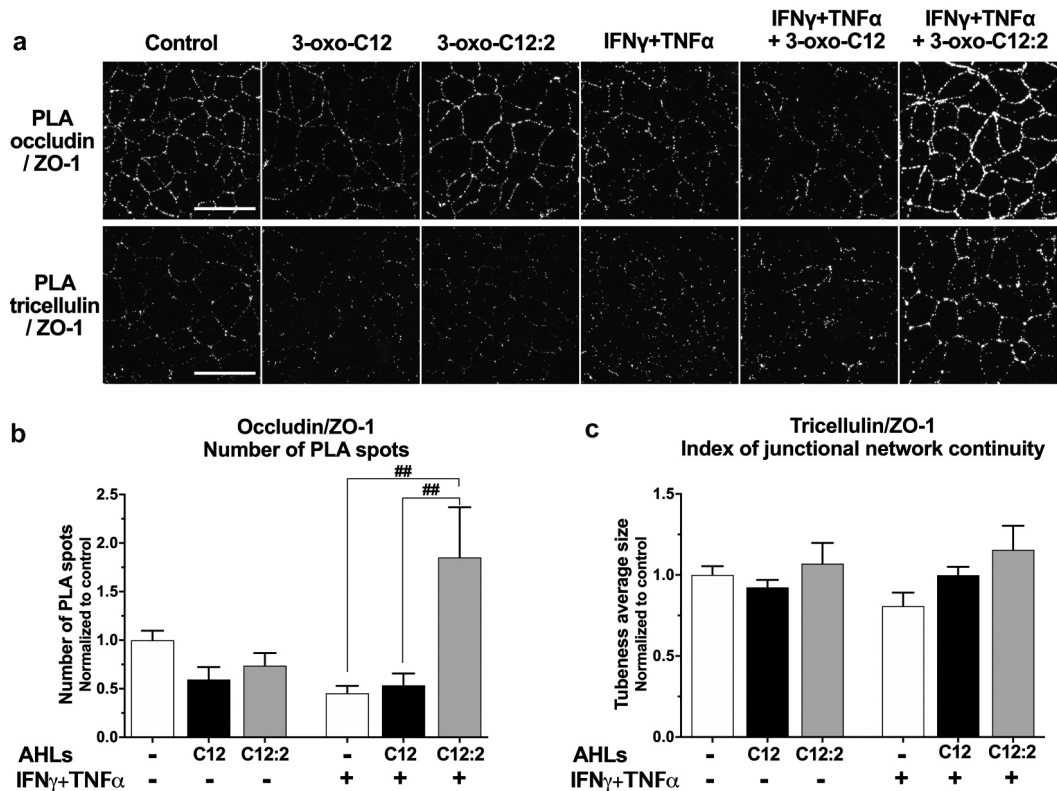 a
Control
3-oxo-C12
3-oxo-C12:2
IFNγ+TNFα
IFNγ+TNFα
+ 3-oxo-C12
IFNγ+TNFα
+ 3-oxo-C12:2
PLA
occludin
/ ZO-1
PLA
tricellulin
/ ZO-1
b
Occludin/ZO-1
Number of PLA spots
Number of PLA spots
Normalized to control
2.5
2.0
1.5
1.0
0.5
0.0
##
##
AHLs - C12 C12:2 - C12 C12:2
IFNγ+TNFα - - - + + +
c
Tricellulin/ZO-1
Index of junctional network continuity
Tubeness average size
Normalized to control
1.5
1.0
0.5
0.0
AHLs - C12 C12:2 - C12 C12:2
IFNγ+TNFα - - - + + +